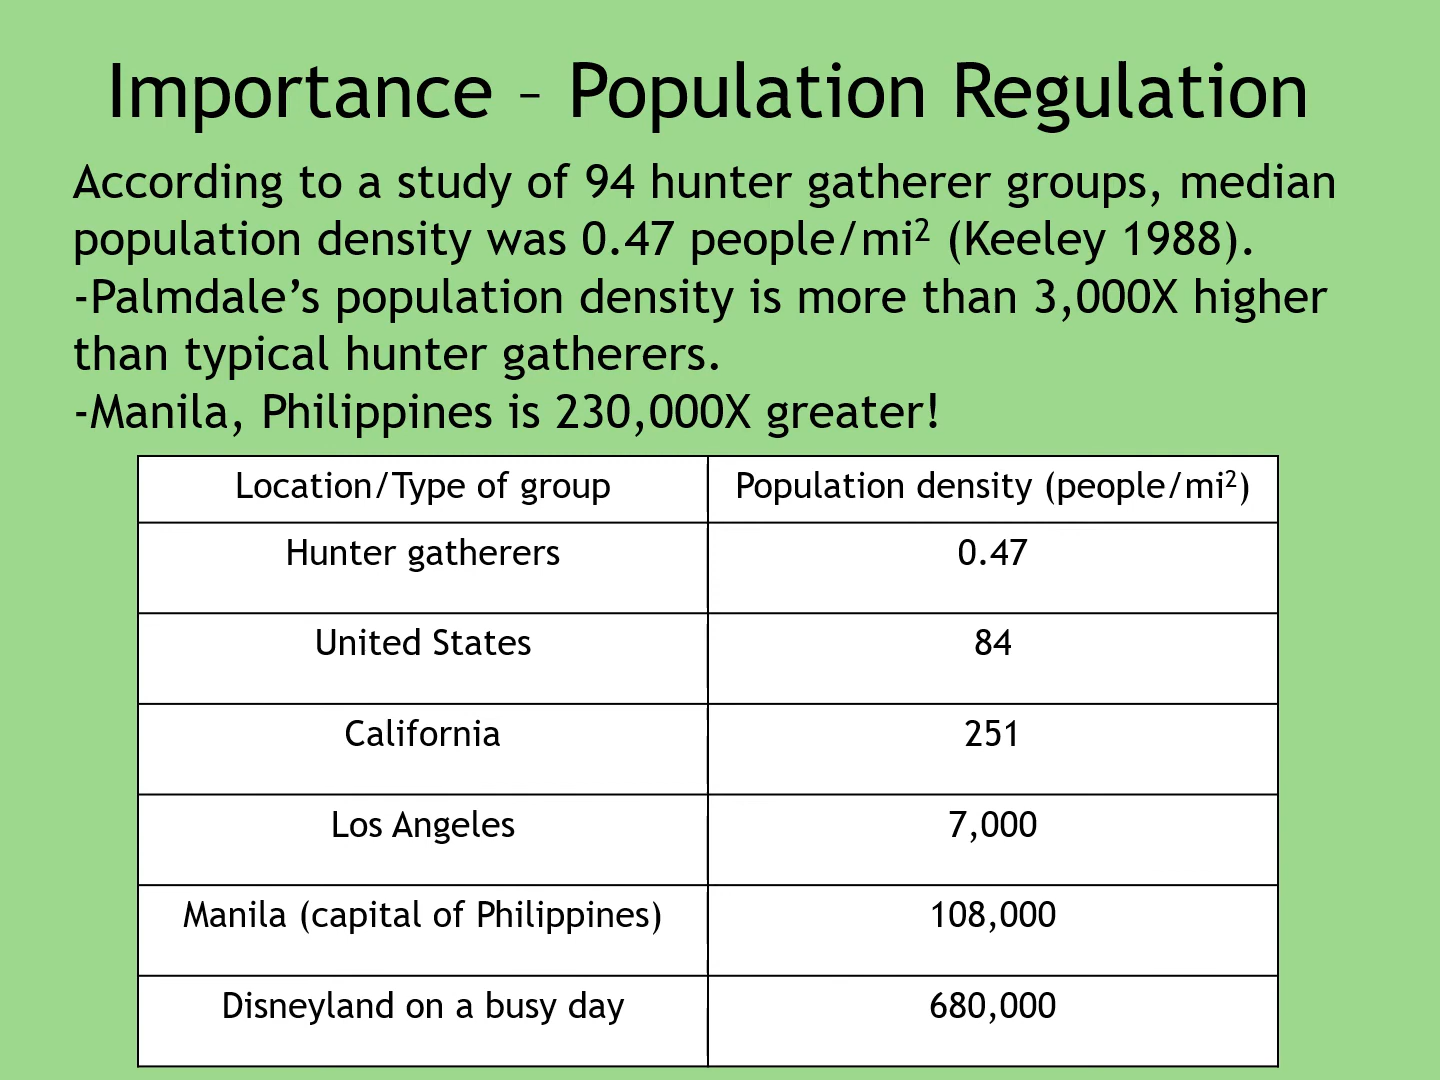 Importance – Population Regulation
According to a study of 94 hunter gatherer groups, median
population density was 0.47 people/mi² (Keeley 1988).
-Palmdale’s population density is more than 3,000X higher
than typical hunter gatherers.
-Manila, Philippines is 230,000X greater!
Location/Type of group Population density (people/mi²)
Hunter gatherers 0.47
United States 84
California 251
Los Angeles 7,000
Manila (capital of Philippines) 108,000
Disneyland on a busy day 680,000